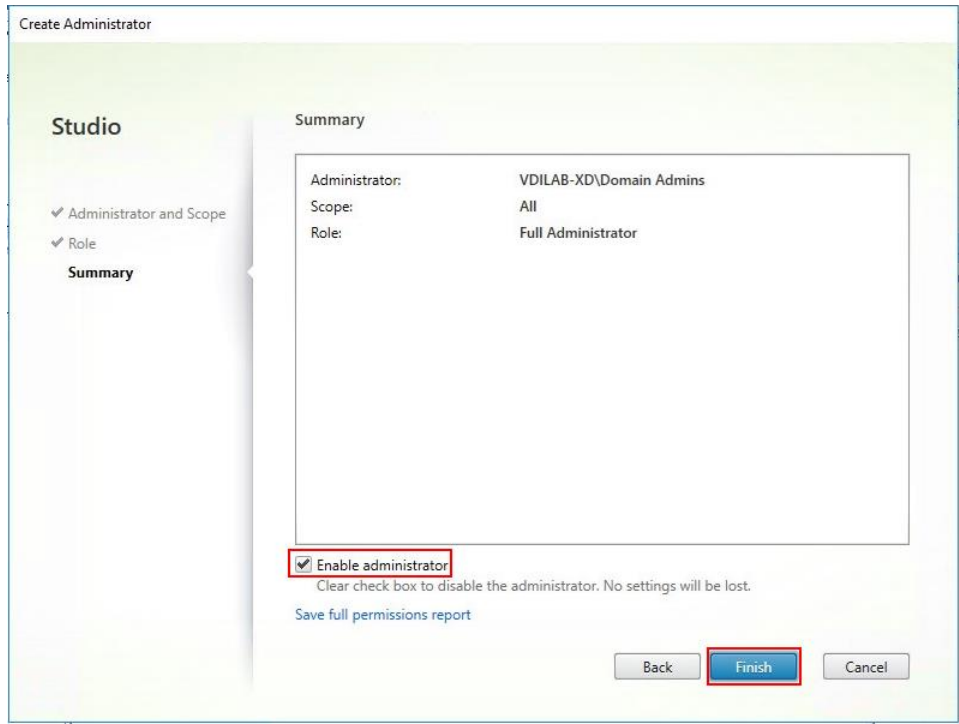 Create Administrator
Studio
Administrator and Scope
Role
Summary
Summary
Administrator: VDILAB-XD\Domain Admins
Scope: All
Role: Full Administrator
Enable administrator
Clear check box to disable the administrator. No settings will be lost.
Save full permissions report
Back Finish Cancel